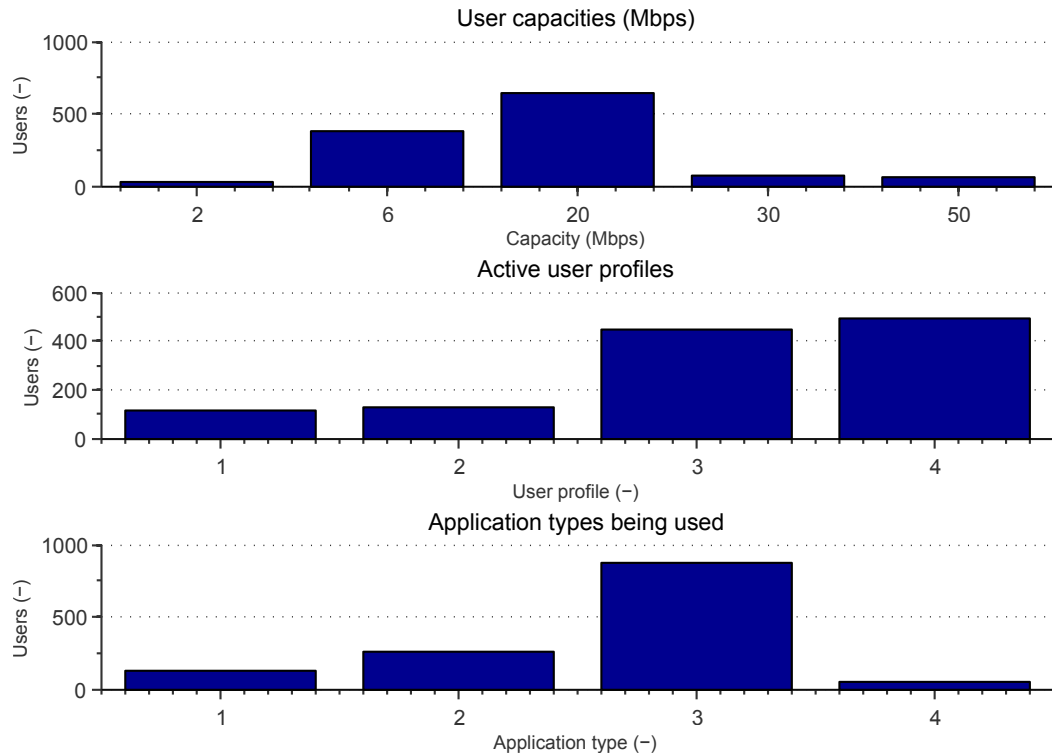 User capacities (Mbps)
1000
500
0
Users (−)
2 6 20 30 50
Capacity (Mbps)
Active user profiles
600
400
200
0
Users (−)
1 2 3 4
User profile (−)
Application types being used
1000
500
0
Users (−)
1 2 3 4
Application type (−)